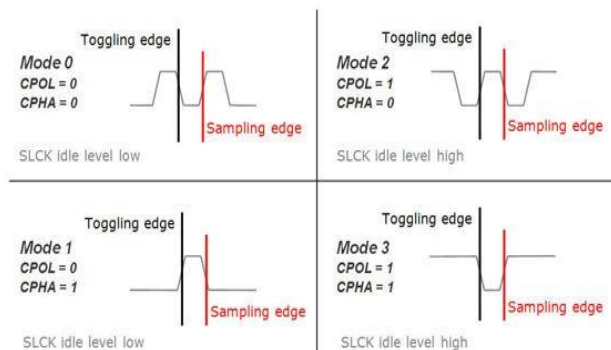 Toggling edge
Mode 0
CPOL = 0
CPHA = 0
Sampling edge
SLCK idle level low
Toggling edge
Mode 2
CPOL = 1
CPHA = 0
Sampling edge
SLCK idle level high
Toggling edge
Mode 1
CPOL = 0
CPHA = 1
Sampling edge
SLCK idle level low
Toggling edge
Mode 3
CPOL = 1
CPHA = 1
Sampling edge
SLCK idle level high